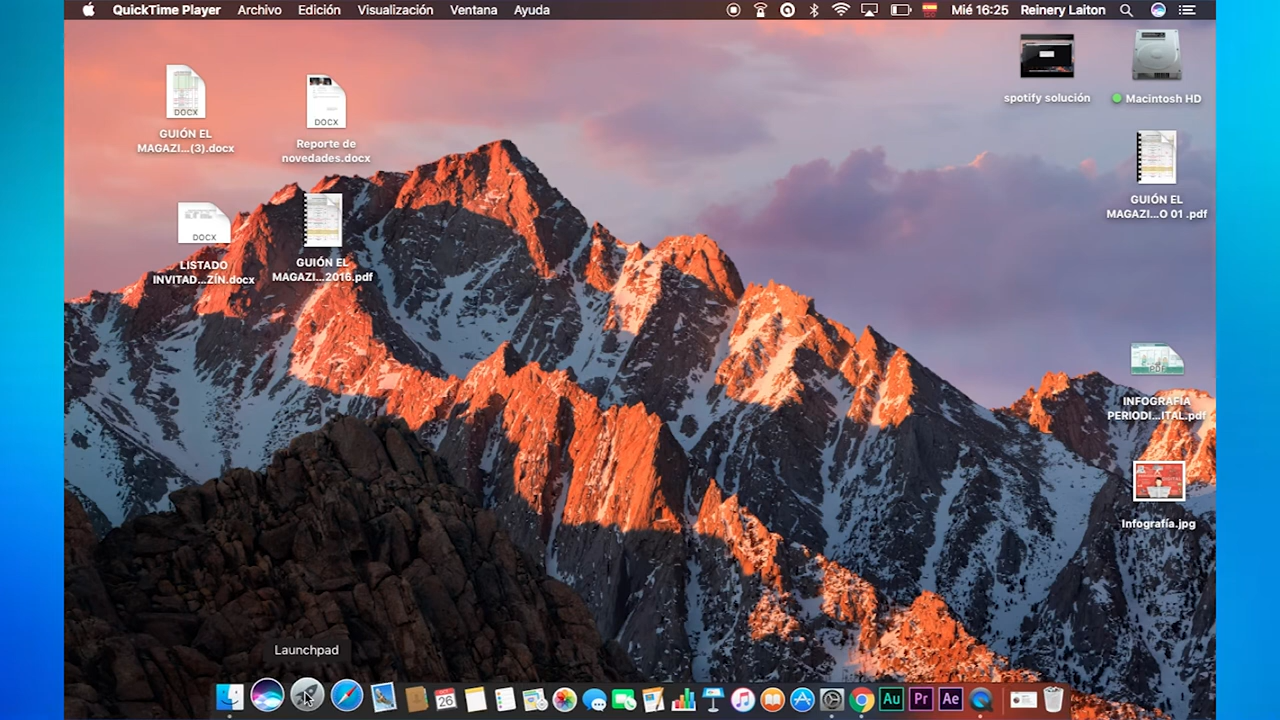 QuickTime Player Archivo Edición Visualización Ventana Ayuda Mié 16:25 Reinery Laiton
spotify solución
Macintosh HD
DOCX
GUIÓN EL
MAGAZI...(3).docx
DOCX
Reporte de
novedades.docx
GUIÓN EL
MAGAZI...O 01 .pdf
DOCX
LISTADO
INVITAD...ZÍN.docx
GUIÓN EL
MAGAZI...2016.pdf
PDF
INFOGRAFÍA
PERIODI...ITAL.pdf
DIGITAL
Infografía.jpg
Launchpad
26
Au
Pr
Ae